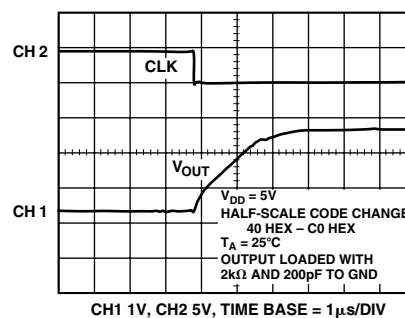 CH 2
CLK
VOUT
CH 1
VDD = 5V
HALF-SCALE CODE CHANGE
40 HEX – C0 HEX
TA = 25°C
OUTPUT LOADED WITH
2kΩ AND 200pF TO GND
CH1 1V, CH2 5V, TIME BASE = 1µs/DIV